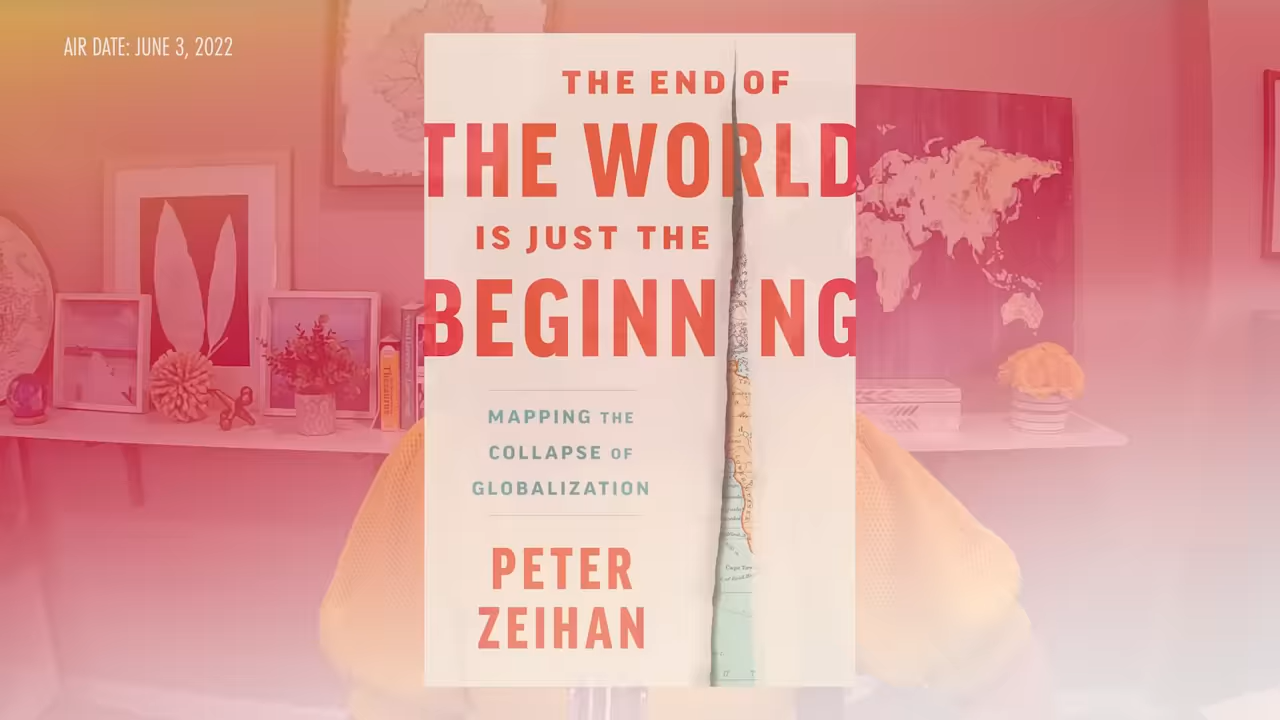 AIR DATE: JUNE 3, 2022
THE END OF
THE WORLD
IS JUST THE
BEGINN NG
MAPPING THE
COLLAPSE OF
GLOBALIZATION
PETER
ZEIHAN
Thesaurus